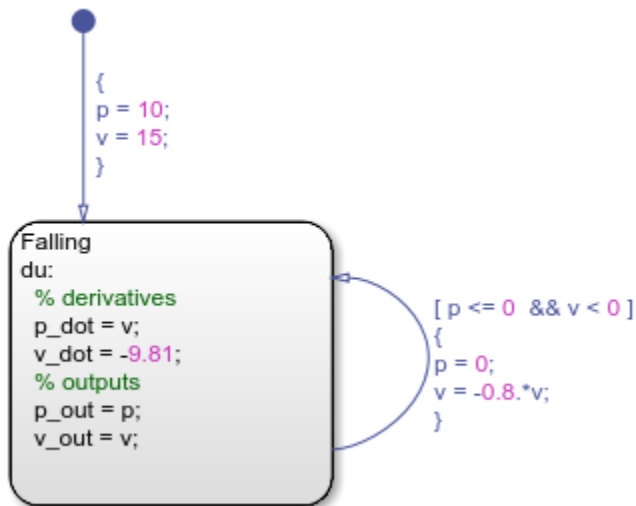 {
p = 10;
v = 15;
}
Falling
du:
% derivatives
p_dot = v;
v_dot = -9.81;
% outputs
p_out = p;
v_out = v;
[ p <= 0 && v < 0 ]
{
p = 0;
v = -0.8.*v;
}